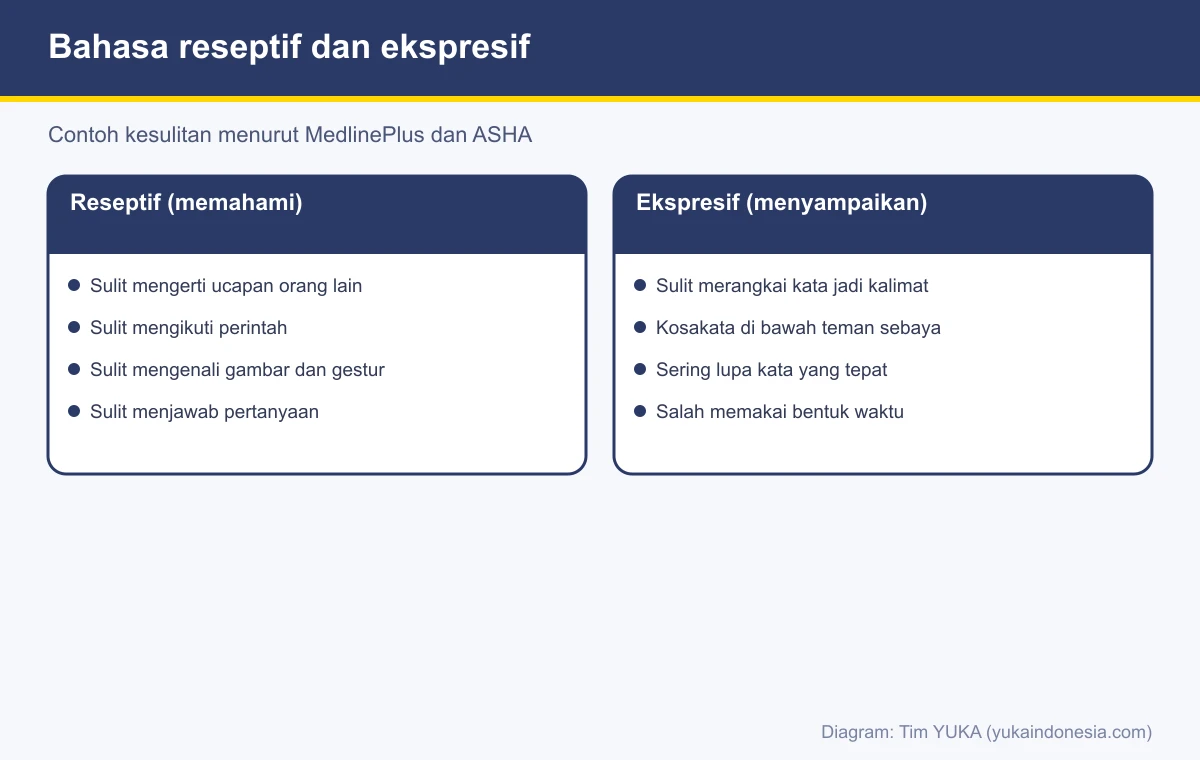 Bahasa reseptif dan ekspresif
Contoh kesulitan menurut MedlinePlus dan ASHA
Reseptif (memahami)
Sulit mengerti ucapan orang lain
Sulit mengikuti perintah
Sulit mengenali gambar dan gestur
Sulit menjawab pertanyaan
Ekspresif (menyampaikan)
Sulit merangkai kata jadi kalimat
Kosakata di bawah teman sebaya
Sering lupa kata yang tepat
Salah memakai bentuk waktu
Diagram: Tim YUKA (yukaindonesia.com)